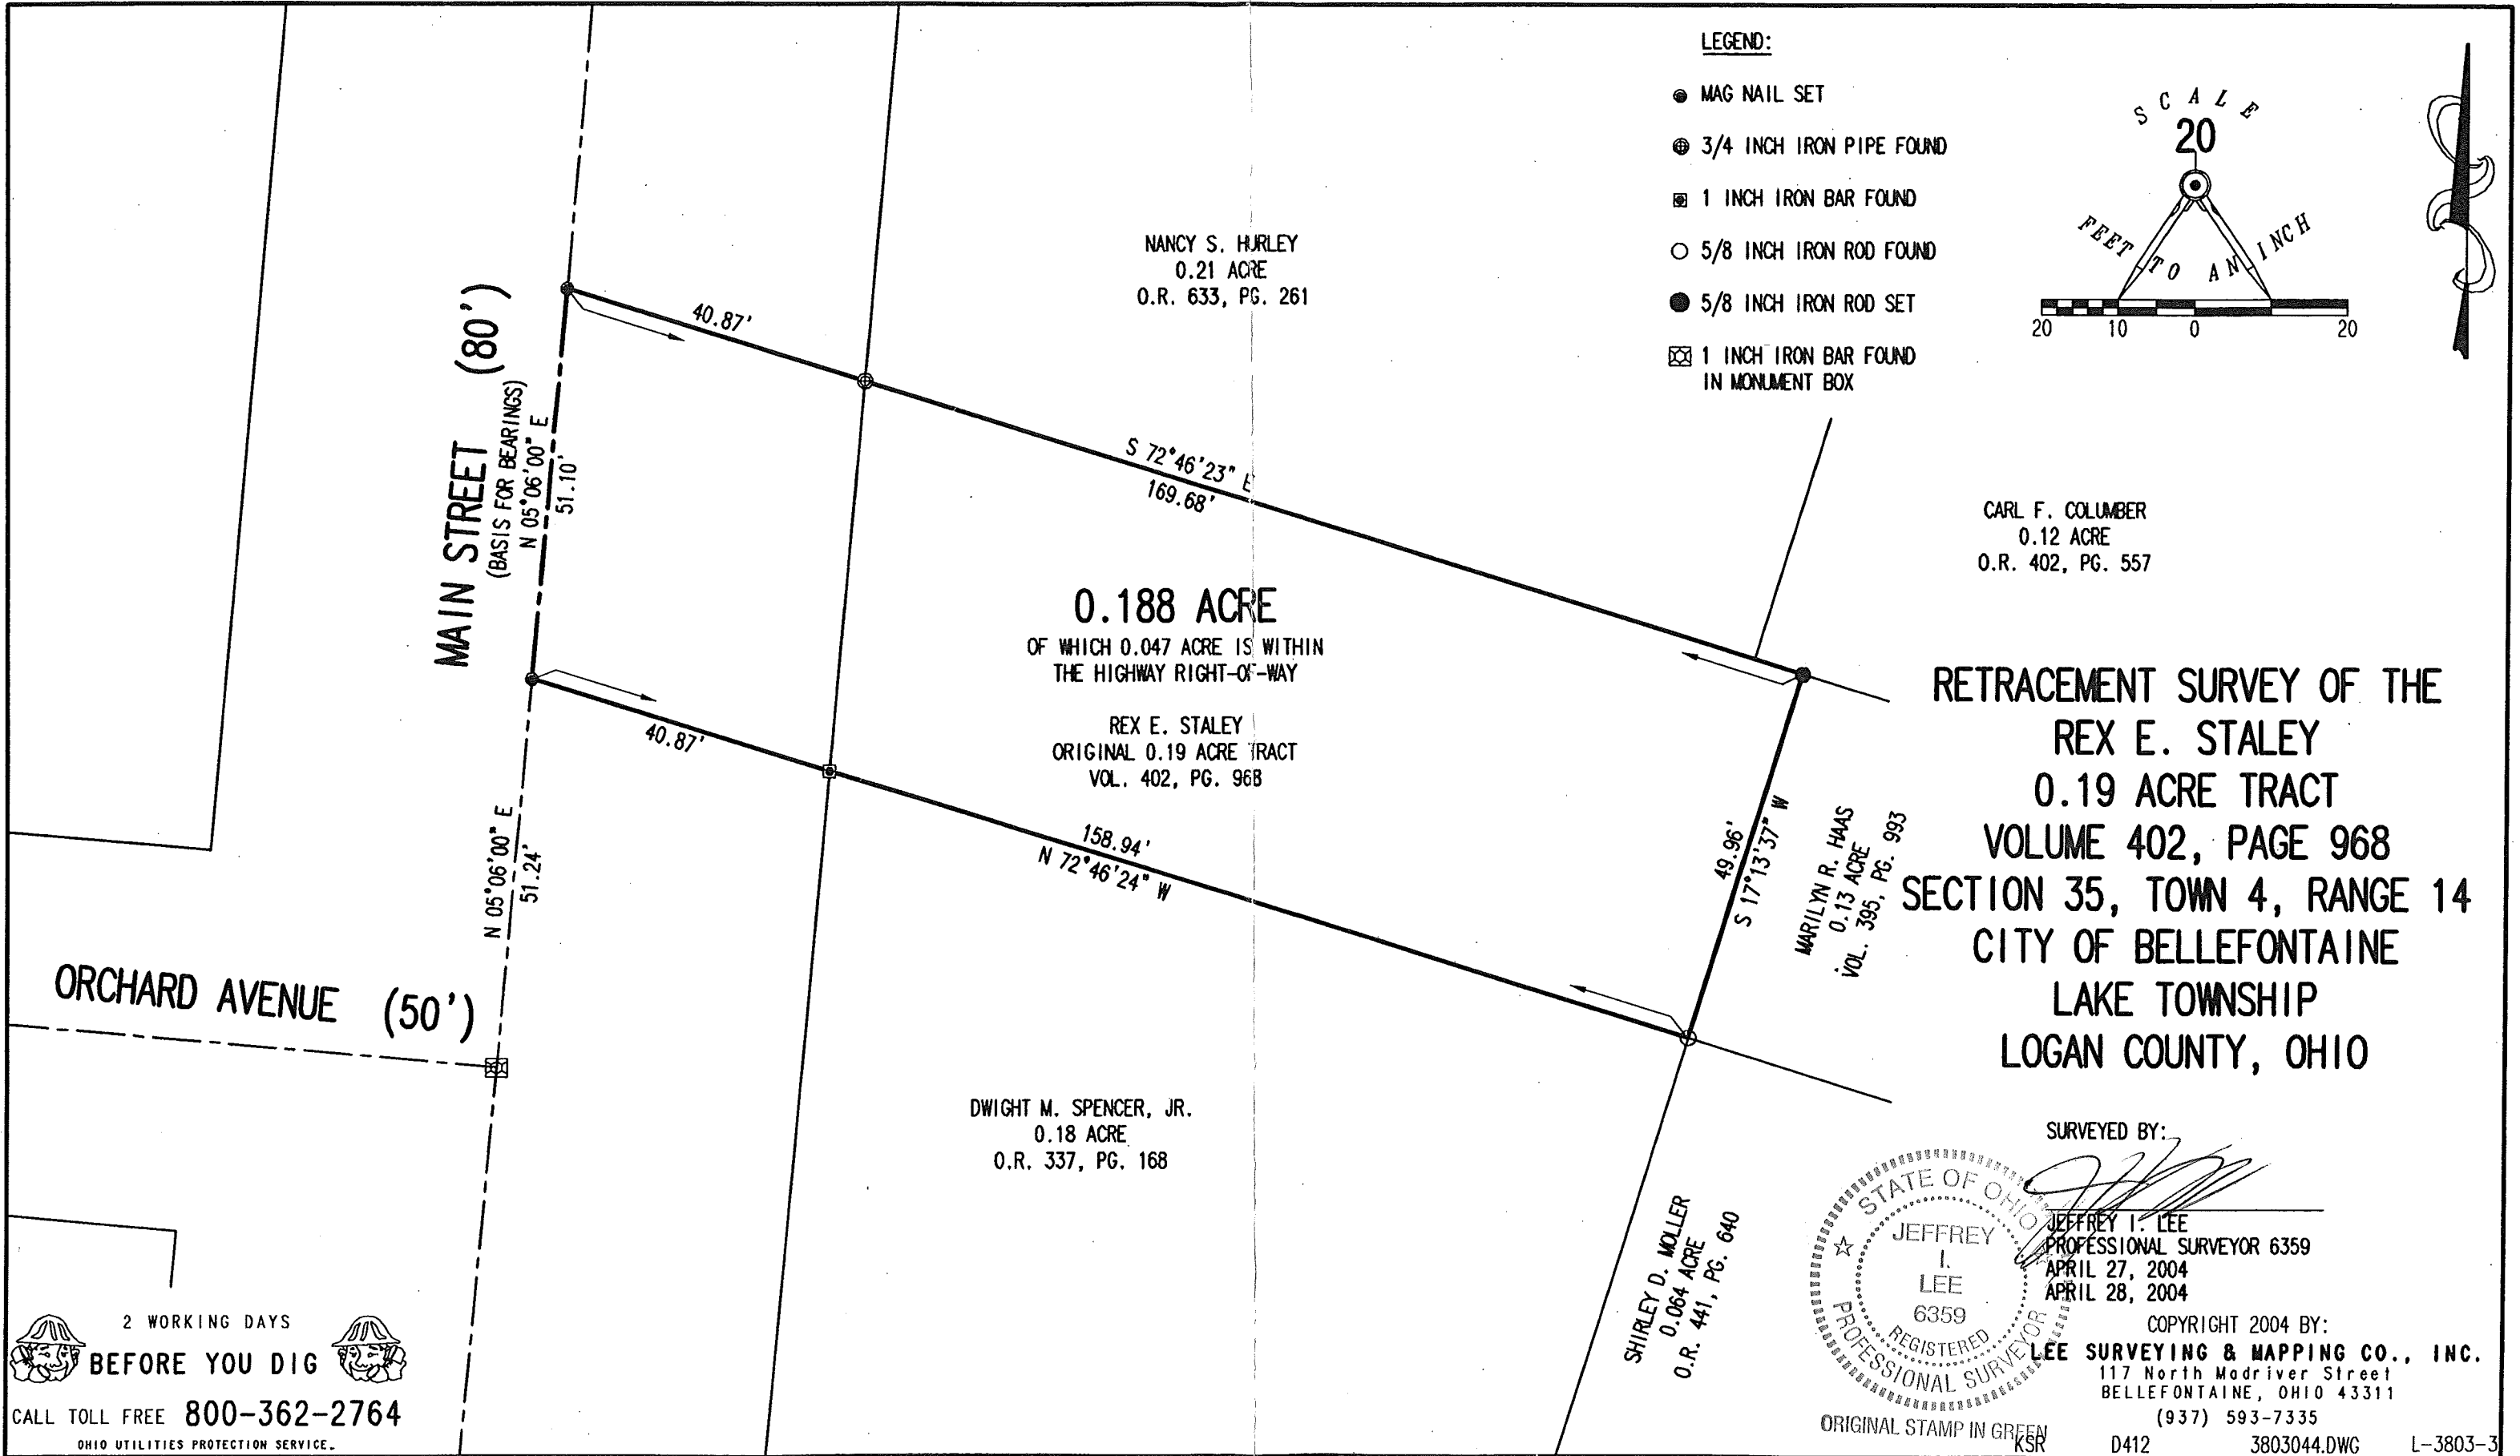 LEGEND:
MAG NAIL SET
3/4 INCH IRON PIPE FOUND
1 INCH IRON BAR FOUND
5/8 INCH IRON ROD FOUND
5/8 INCH IRON ROD SET
1 INCH IRON BAR FOUND
IN MONUMENT BOX
SCALE
20
FEET TO AN INCH
20 10 0 20
NANCY S. HURLEY
0.21 ACRE
O.R. 633, PG. 261
MAIN STREET (80')
(BASIS FOR BEARINGS)
N 05°06'00" E
51.10'
40.87'
S 72°46'23" E
169.68'
CARL F. COLUMBER
0.12 ACRE
O.R. 402, PG. 557
0.188 ACRE
OF WHICH 0.047 ACRE IS WITHIN
THE HIGHWAY RIGHT-OF-WAY
REX E. STALEY
ORIGINAL 0.19 ACRE TRACT
VOL. 402, PG. 968
40.87'
158.94'
N 72°46'24" W
49.96'
S 17°13'37" W
MARILYN R. HAAS
0.13 ACRE
VOL. 395, PG. 993
N 05°06'00" E
51.24'
ORCHARD AVENUE (50')
DWIGHT M. SPENCER, JR.
0.18 ACRE
O.R. 337, PG. 168
SHIRLEY D. MOLLER
0.064 ACRE
O.R. 441, PG. 640
RETRACEMENT SURVEY OF THE
REX E. STALEY
0.19 ACRE TRACT
VOLUME 402, PAGE 968
SECTION 35, TOWN 4, RANGE 14
CITY OF BELLEFONTAINE
LAKE TOWNSHIP
LOGAN COUNTY, OHIO
SURVEYED BY:
JEFFREY I. LEE
PROFESSIONAL SURVEYOR 6359
APRIL 27, 2004
APRIL 28, 2004
STATE OF OHIO
JEFFREY
I.
LEE
6359
REGISTERED
PROFESSIONAL SURVEYOR
ORIGINAL STAMP IN GREEN
COPYRIGHT 2004 BY:
LEE SURVEYING & MAPPING CO., INC.
117 North Madriver Street
BELLEFONTAINE, OHIO 43311
(937) 593-7335
KSR D412 3803044.DWG L-3803-3
2 WORKING DAYS
BEFORE YOU DIG
CALL TOLL FREE 800-362-2764
OHIO UTILITIES PROTECTION SERVICE.